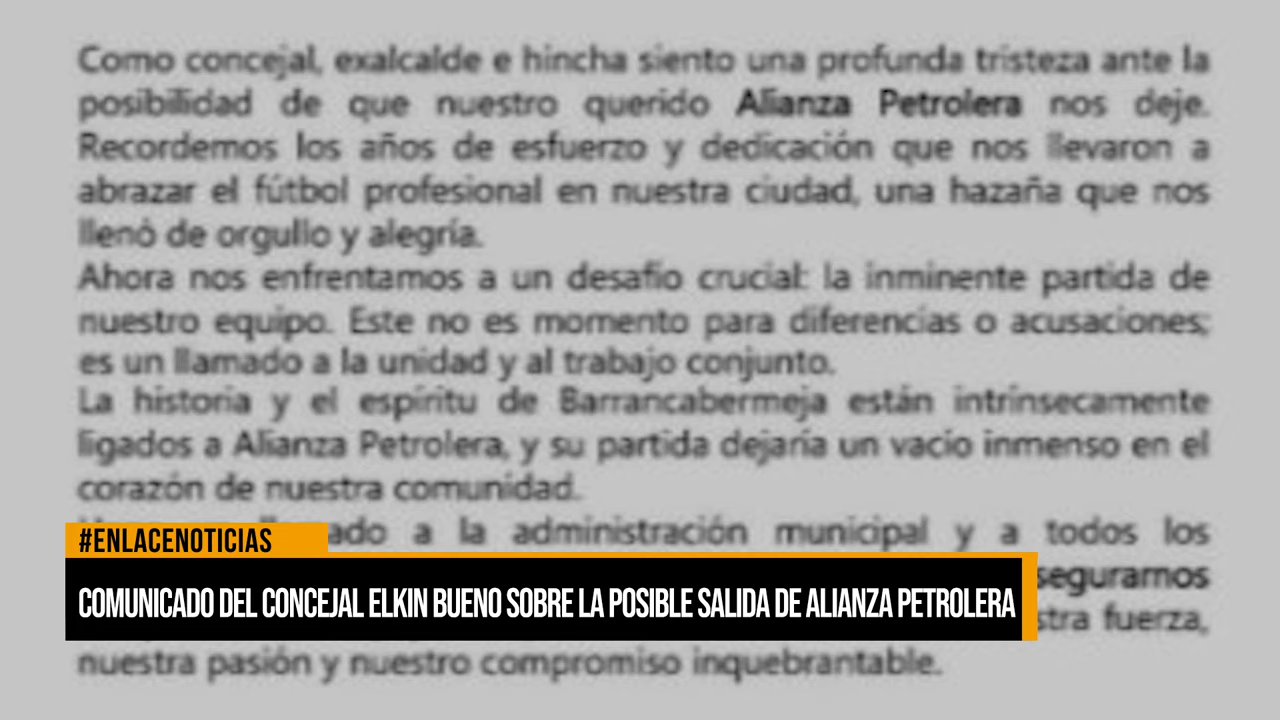 Como concejal, exalcalde e hincha siento una profunda tristeza ante la
posibilidad de que nuestro querido Alianza Petrolera nos deje.
Recordemos los años de esfuerzo y dedicación que nos llevaron a
abrazar el fútbol profesional en nuestra ciudad, una hazaña que nos
llenó de orgullo y alegría.
Ahora nos enfrentamos a un desafío crucial: la inminente partida de
nuestro equipo. Este no es momento para diferencias o acusaciones;
es un llamado a la unidad y al trabajo conjunto.
La historia y el espíritu de Barrancabermeja están intrínsecamente
ligados a Alianza Petrolera, y su partida dejaría un vacío inmenso en el
corazón de nuestra comunidad.
a la administración municipal y a todos los
#ENLACENOTICIAS
COMUNICADO DEL CONCEJAL ELKIN BUENO SOBRE LA POSIBLE SALIDA DE ALIANZA PETROLERA
fuerza,
nuestra pasión y nuestro compromiso inquebrantable.